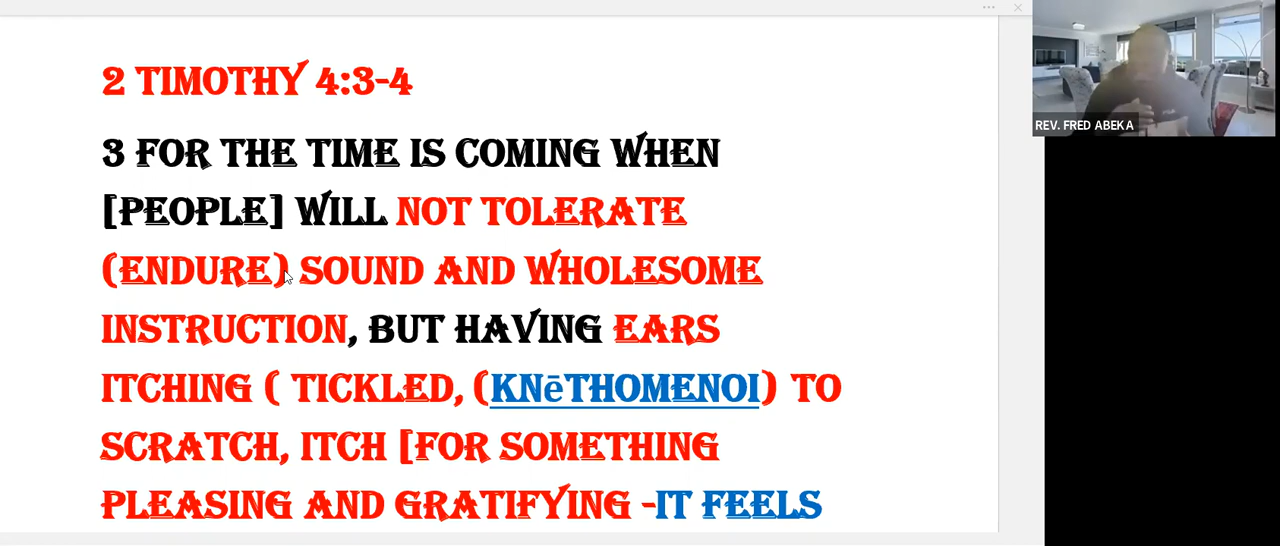 2 TIMOTHY 4:3-4
3 FOR THE TIME IS COMING WHEN
[PEOPLE] WILL NOT TOLERATE
(ENDURE) SOUND AND WHOLESOME
INSTRUCTION, BUT HAVING EARS
ITCHING ( TICKLED, (KNēTHOMENOI) TO
SCRATCH, ITCH [FOR SOMETHING
PLEASING AND GRATIFYING -IT FEELS
REV. FRED ABEKA